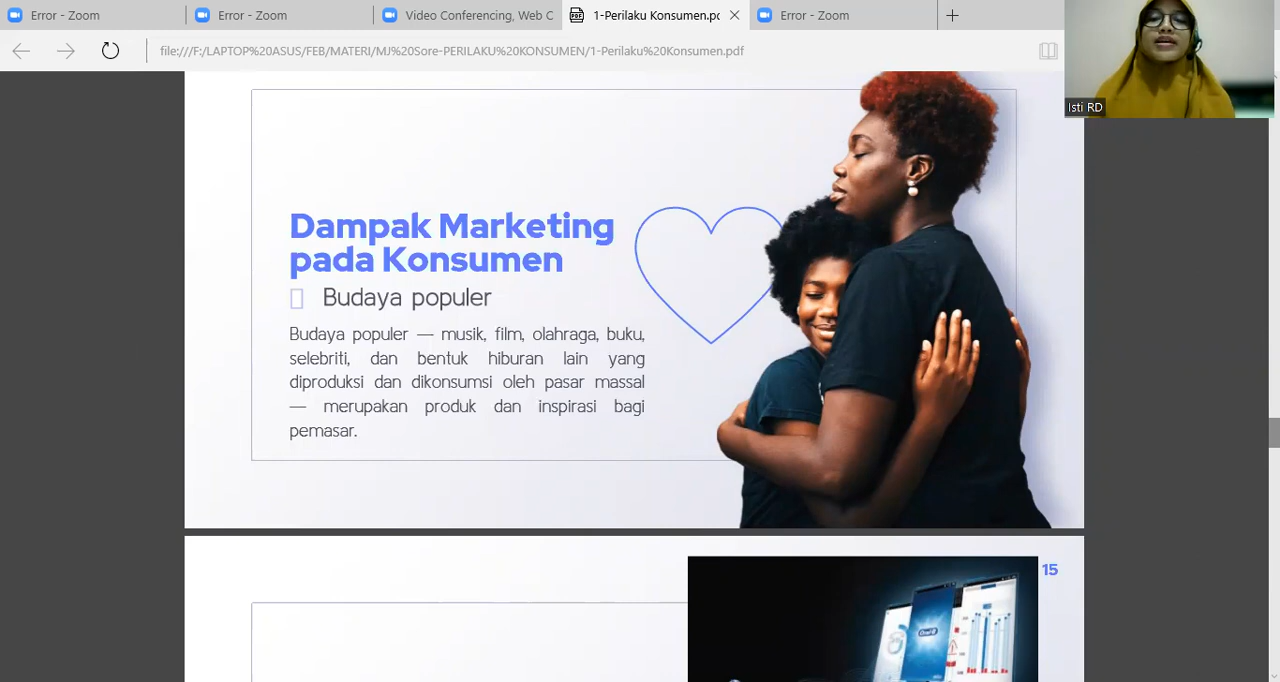 Error - Zoom
Error - Zoom
Video Conferencing, Web C
1-Perilaku Konsumen.pd
Error - Zoom
file:///F:/LAPTOP%20ASUS/FEB/MATERI/MJ%20Sore-PERILAKU%20KONSUMEN/1-Perilaku%20Konsumen.pdf
Isti RD
Dampak Marketing
pada Konsumen
Budaya populer
Budaya populer — musik, film, olahraga, buku,
selebriti, dan bentuk hiburan lain yang
diproduksi dan dikonsumsi oleh pasar massal
— merupakan produk dan inspirasi bagi
pemasar.
15
Oral-B